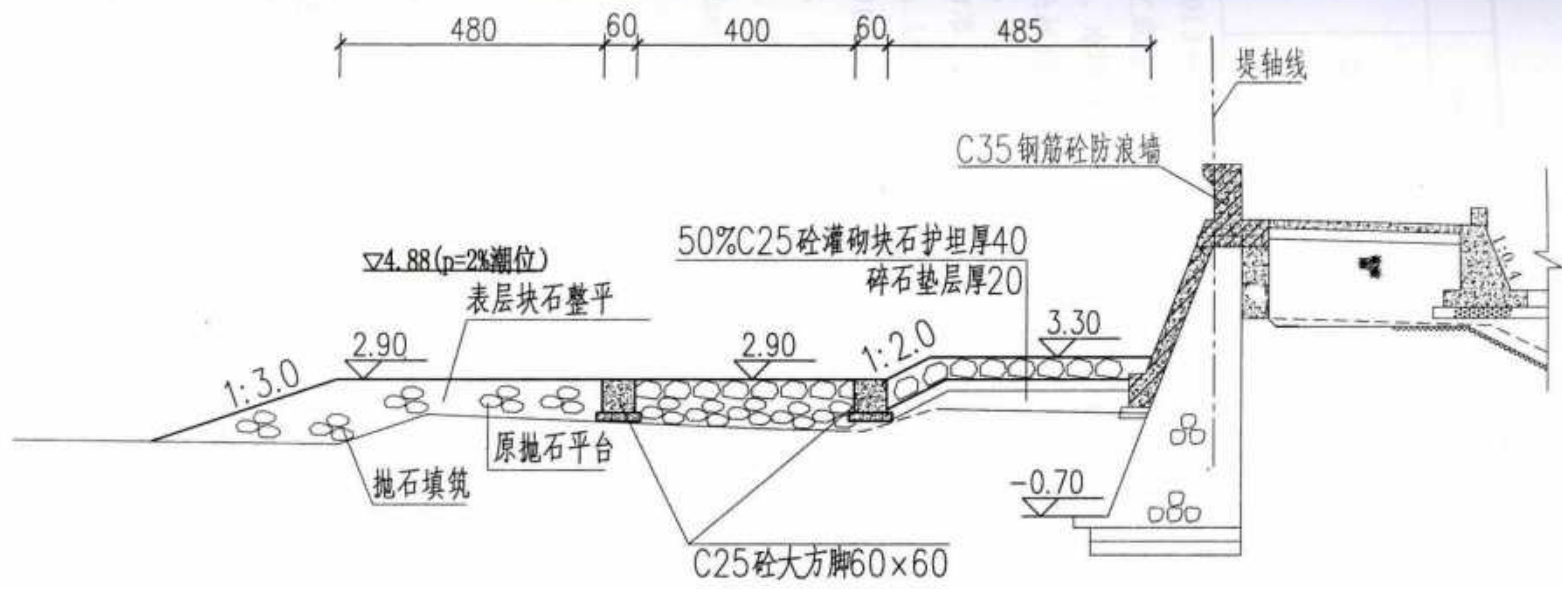 480 60 400 60 485
堤轴线
C35钢筋砼防浪墙
50%C25砼灌砌块石护坦厚40
碎石垫层厚20
▽4.88(p=2%潮位)
表层块石整平
1:3.0
2.90
2.90
1:2.0
3.30
1:0.4
原抛石平台
抛石填筑
-0.70
C25砼大方脚60×60